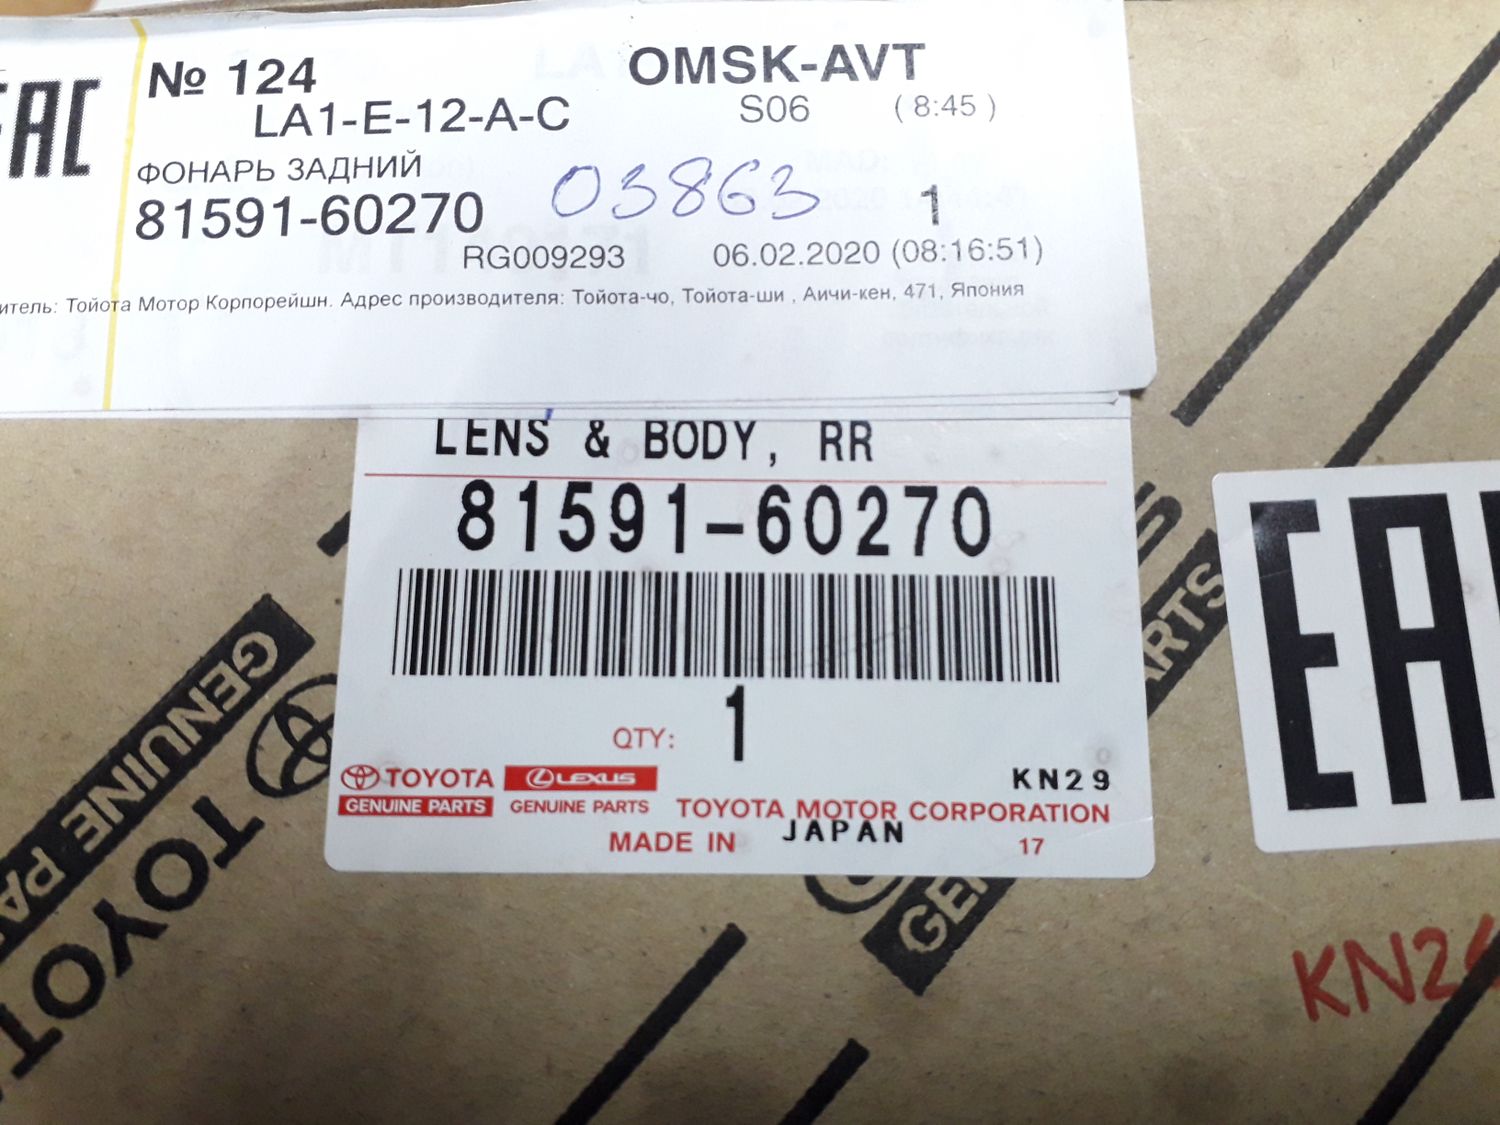 EAC
№ 124
OMSK-AVT
LA1-E-12-A-C
S06
( 8:45 )
ФОНАРЬ ЗАДНИЙ
81591-60270
03863
1
RG009293
06.02.2020 (08:16:51)
Тойота Мотор Корпорейшн. Адрес производителя: Тойота-чо, Тойота-ши , Аичи-кен, 471, Япония
LENS & BODY, RR
81591-60270
QTY: 1
TOYOTA
GENUINE PARTS
LEXUS
GENUINE PARTS
KN29
TOYOTA MOTOR CORPORATION
MADE IN JAPAN
17
GENUINE
TOYOT